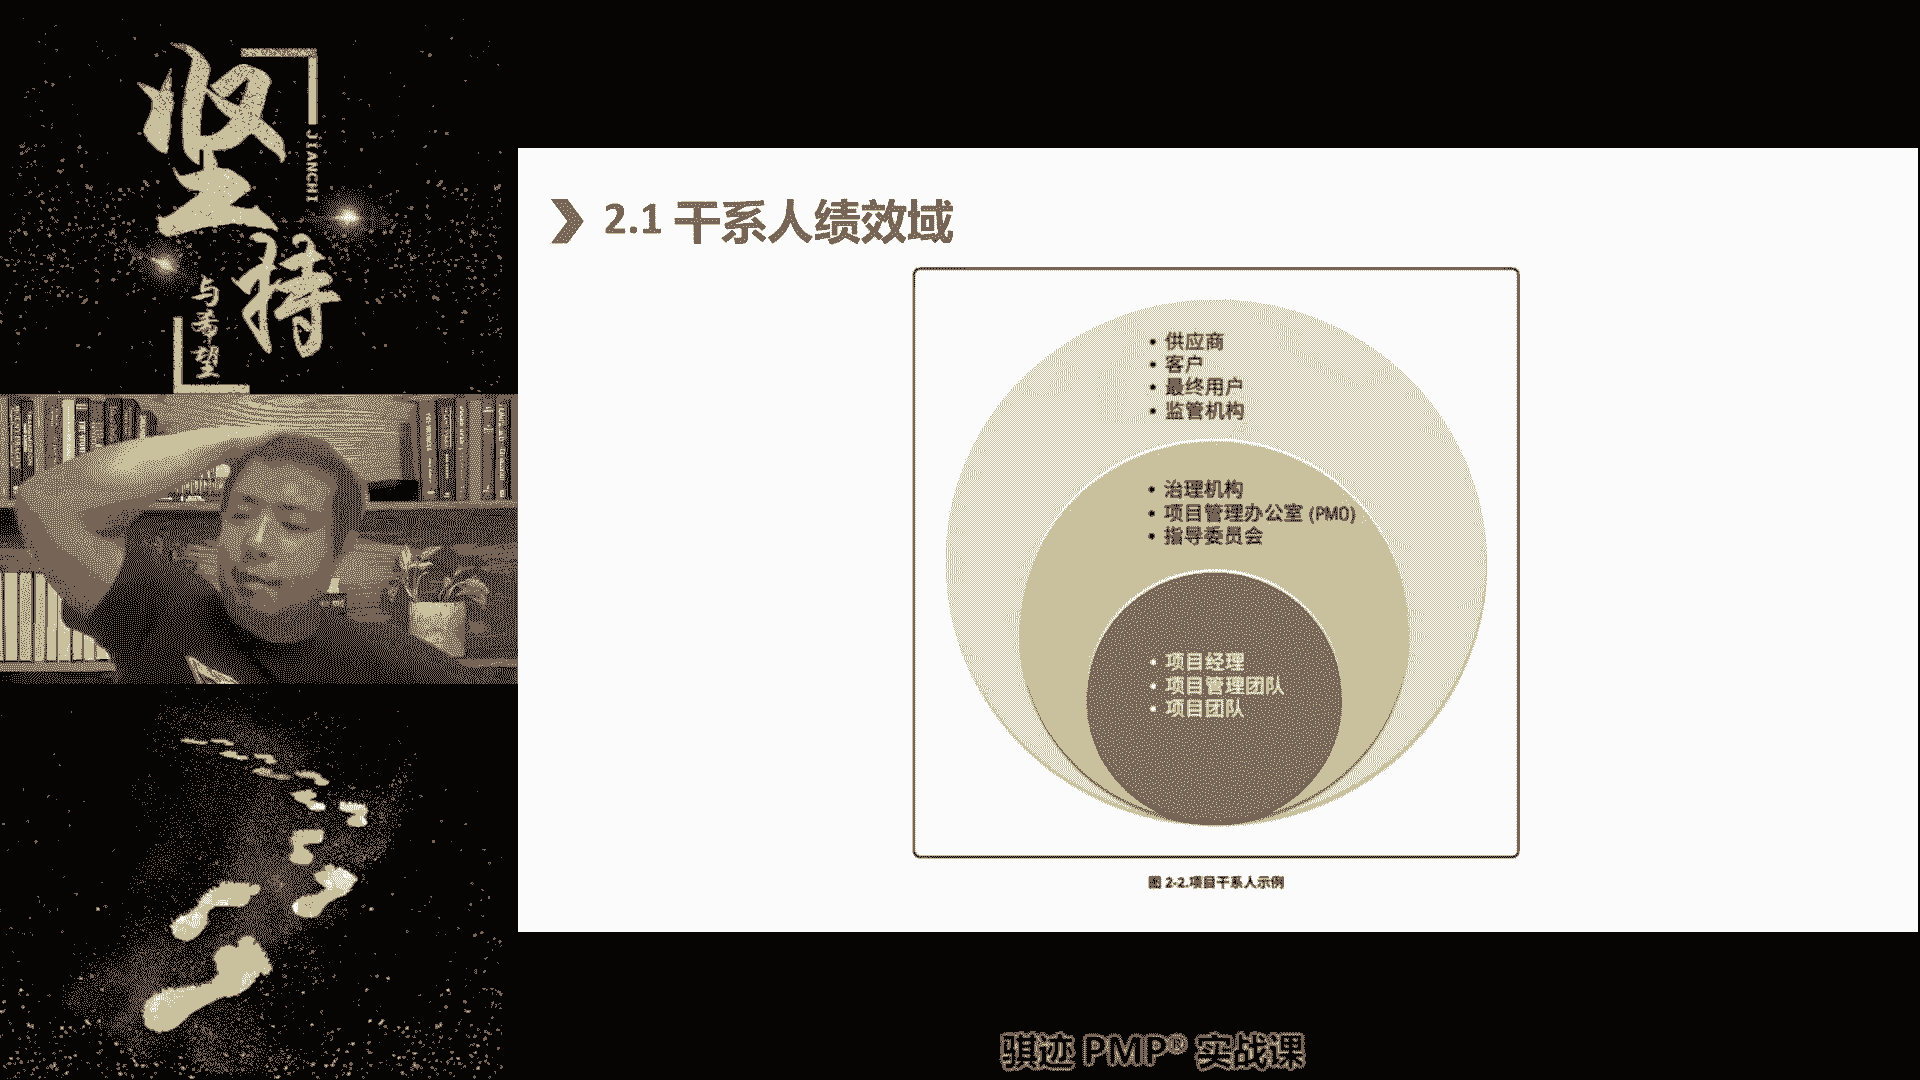 坚持
JIANCHI
与希望
2.1 干系人绩效域
• 供应商
• 客户
• 最终用户
• 监管机构
• 治理机构
• 项目管理办公室 (PMO)
• 指导委员会
• 项目经理
• 项目管理团队
• 项目团队
图 2-2.项目干系人示例
骐迹 PMP® 实战课